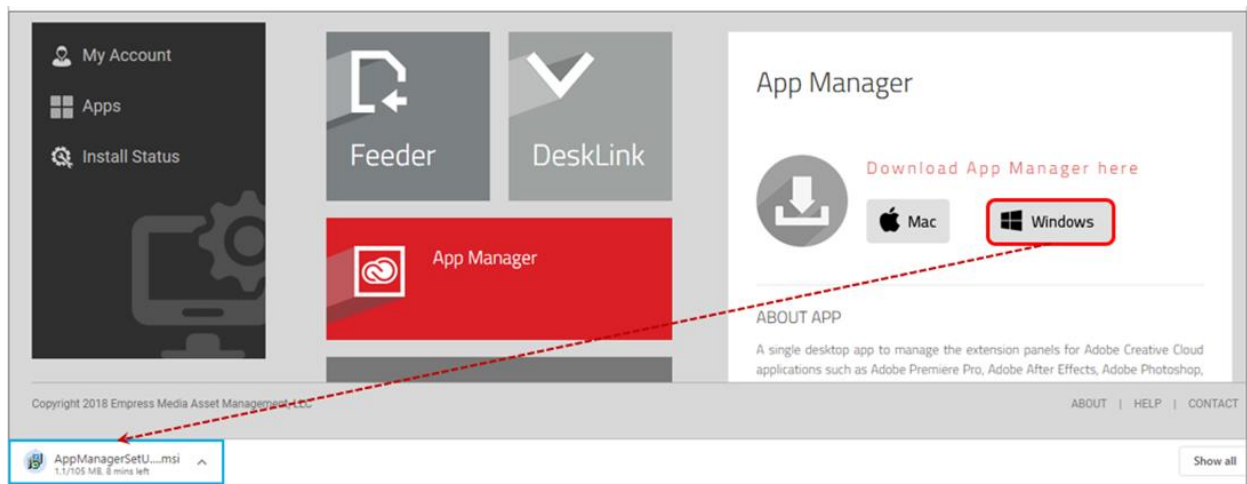 My Account
Apps
Install Status
Feeder
DeskLink
App Manager
App Manager
Download App Manager here
Mac
Windows
ABOUT APP
A single desktop app to manage the extension panels for Adobe Creative Cloud
applications such as Adobe Premiere Pro, Adobe After Effects, Adobe Photoshop,
Copyright 2018 Empress Media Asset Management, LLC
ABOUT | HELP | CONTACT
AppManagerSetU....msi
1.1/105 MB, 8 mins left
Show all